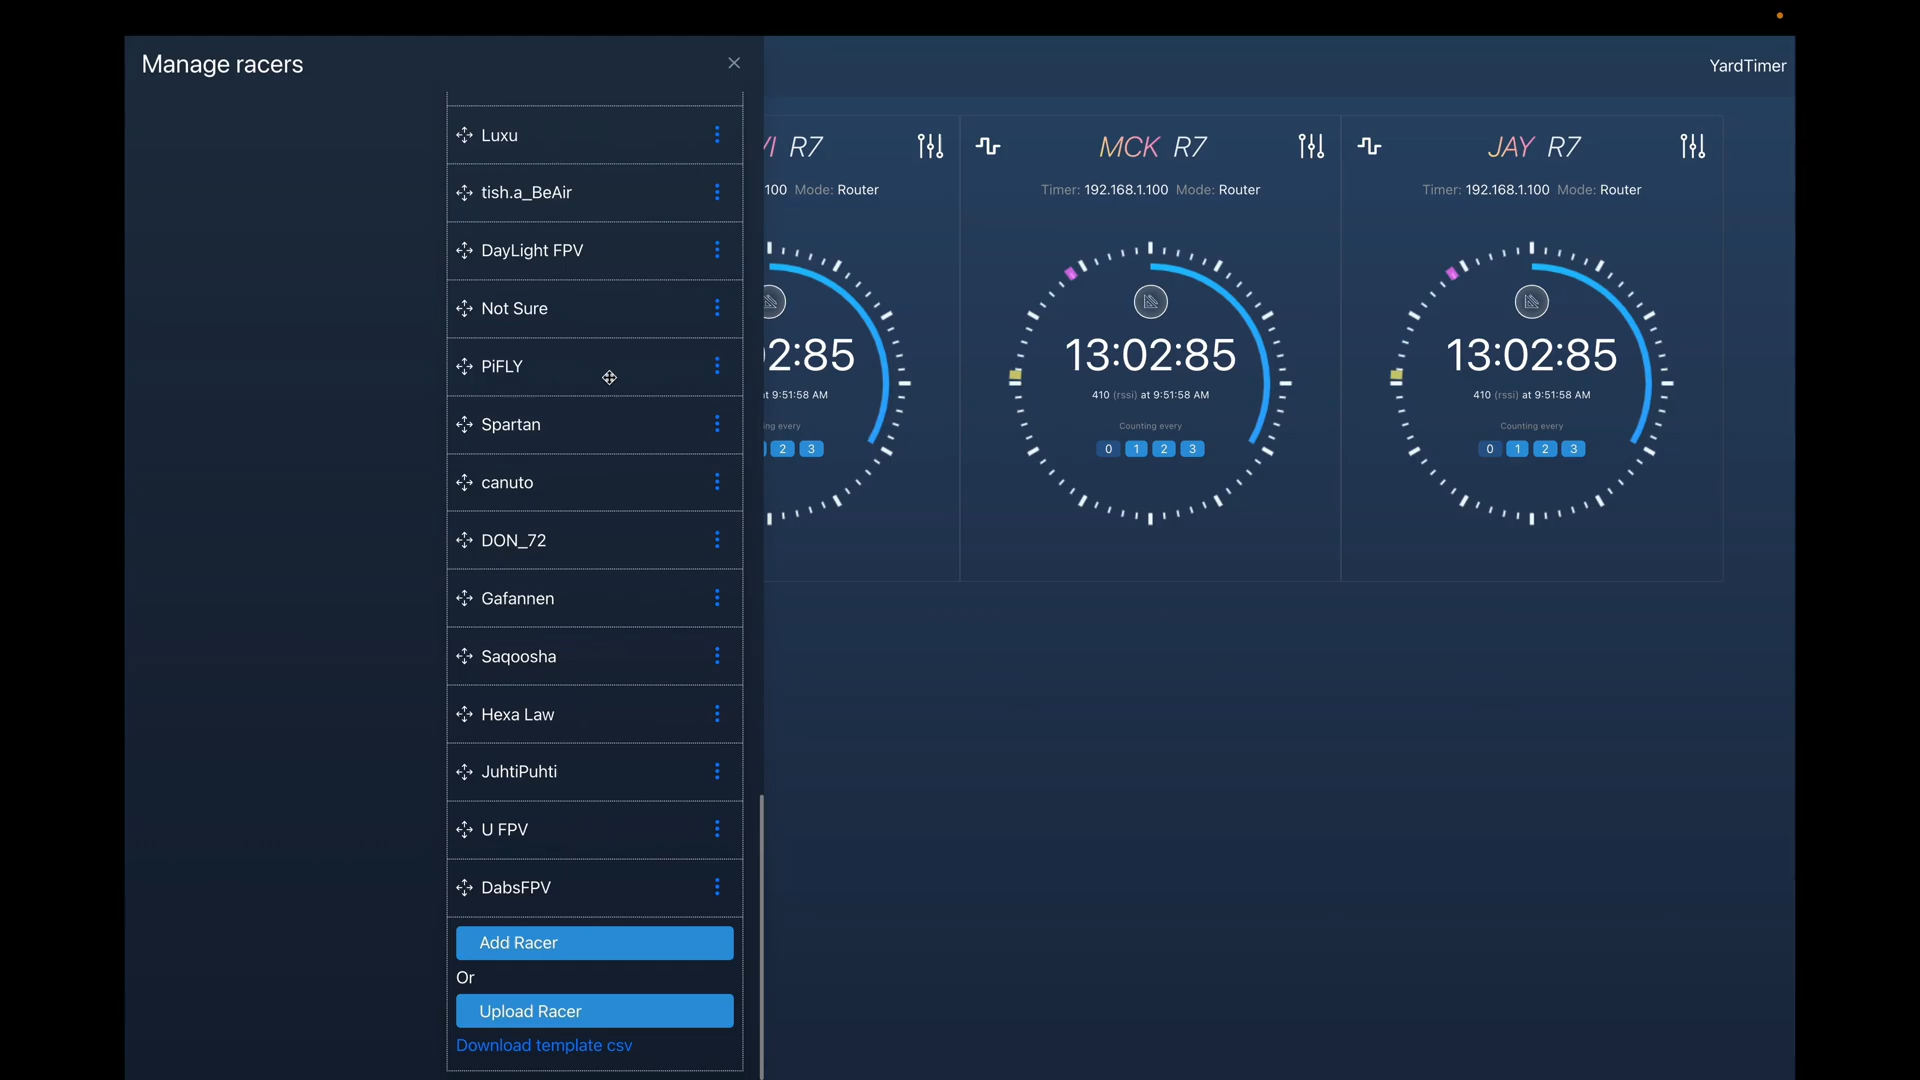 Manage racers
YardTimer
Luxu
tish.a_BeAir
DayLight FPV
Not Sure
PiFLY
Spartan
canuto
DON_72
Gafannen
Saqoosha
Hexa Law
JuhtiPuhti
U FPV
DabsFPV
Add Racer
Or
Upload Racer
Download template csv
R7
100 Mode: Router
2:85
at 9:51:58 AM
2 3
MCK R7
Timer: 192.168.1.100 Mode: Router
13:02:85
410 (rssi) at 9:51:58 AM
Counting every
0 1 2 3
JAY R7
Timer: 192.168.1.100 Mode: Router
13:02:85
410 (rssi) at 9:51:58 AM
Counting every
0 1 2 3